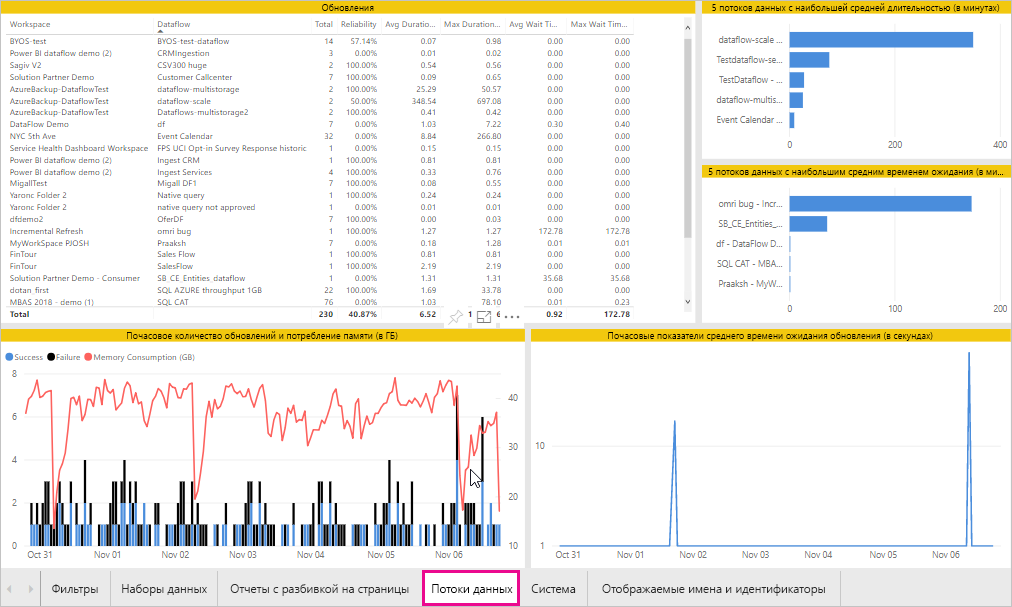 Обновления
Workspace Dataflow Total Reliability Avg Duratio... Max Duration... Avg Wait Tim... Max Wait Tim...
BYOS-test BYOS-test-dataflow 14 57.14% 0.07 0.98 0.00 0.00
Power BI dataflow demo (2) CRMIngestion 3 0.00% 0.01 0.02 0.00 0.00
Sagiv V2 CSV300 huge 2 100.00% 0.54 0.56 0.00 0.00
Solution Partner Demo Customer Callcenter 7 100.00% 0.09 0.65 0.00 0.00
AzureBackup-DataflowTest dataflow-multistorage 2 100.00% 25.29 50.57 0.00 0.00
AzureBackup-DataflowTest dataflow-scale 2 50.00% 348.54 697.08 0.00 0.00
AzureBackup-DataflowTest Dataflows-multistorage2 2 100.00% 0.41 0.42 0.00 0.00
DataFlow Demo df 7 0.00% 1.03 7.22 0.30 0.40
NYC 5th Ave Event Calendar 32 0.00% 8.84 266.80 0.00 0.00
Service Health Dashboard Workspace FPS UCI Opt-in Survey Response historic 1 0.00% 0.15 0.15 0.00 0.00
Power BI dataflow demo (2) Ingest CRM 1 100.00% 0.81 0.81 0.00 0.00
Power BI dataflow demo (2) Ingest Services 4 100.00% 0.33 0.76 0.00 0.00
MigallTest Migall DF1 7 100.00% 0.08 0.55 0.00 0.00
Yaronc Folder 2 Native query 1 100.00% 0.24 0.24 0.00 0.00
Yaronc Folder 2 native query not approved 1 0.00% 0.01 0.01 0.00 0.00
dfdemo2 OferDF 7 100.00% 0.00 0.03 0.00 0.00
Incremental Refresh omri bug 1 100.00% 1.27 1.27 172.78 172.78
MyWorkSpace PJOSH Praaksh 7 0.00% 0.18 1.28 0.01 0.01
FinTour Sales Flow 1 100.00% 0.81 0.81 0.00 0.00
FinTour SalesFlow 1 100.00% 2.19 2.19 0.00 0.00
Solution Partner Demo - Consumer SB_CE Entities_dataflow 1 0.00% 1.31 1.31 35.68 35.68
dotan_first SQL AZURE throughput 1GB 22 100.00% 1.69 33.78 0.00 0.00
MBAS 2018 - demo (1) SQL CAT 76 0.00% 1.03 78.10 0.01 0.23
Total 230 40.87% 6.52 0.92 172.78
5 потоков данных с наибольшей средней длительностью (в минутах)
dataflow-scale ...
Testdataflow-se...
TestDataflow - ...
dataflow-multis...
Event Calendar ...
0 200 400
5 потоков данных с наибольшим средним временем ожидания (в ми...
omri bug - Incr...
SB_CE_Entities_...
df - DataFlow D...
SQL CAT - MBA...
Praaksh - MyW...
0 100 200
Почасовое количество обновлений и потребление памяти (в ГБ)
Success Failure Memory Consumption (GB)
8
6
4
2
0
40
30
20
10
Oct 31 Nov 01 Nov 02 Nov 03 Nov 04 Nov 05 Nov 06
Почасовые показатели среднего времени ожидания обновления (в секундах)
10
1
Oct 31 Nov 01 Nov 02 Nov 03 Nov 04 Nov 05 Nov 06
Фильтры Наборы данных Отчеты с разбивкой на страницы Потоки данных Система Отображаемые имена и идентификаторы